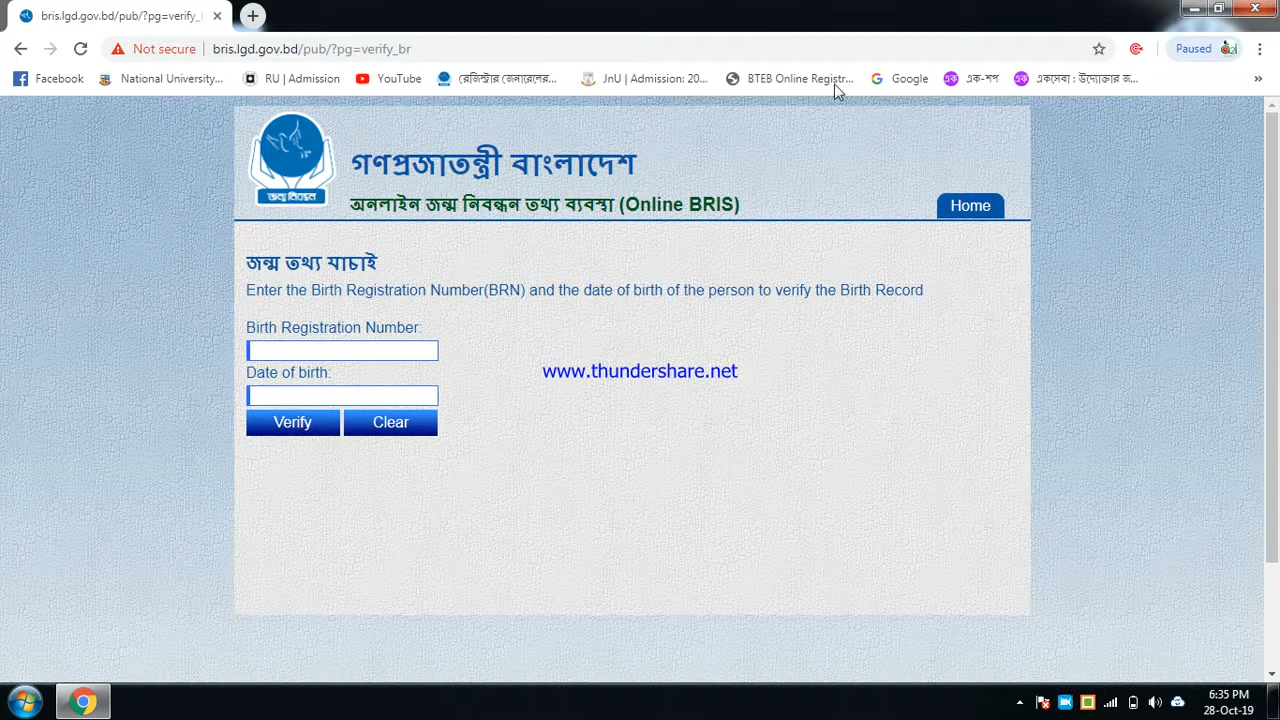 bris.lgd.gov.bd/pub/?pg=verify_
Not secure bris.lgd.gov.bd/pub/?pg=verify_br Paused
Facebook National University... RU | Admission YouTube রেজিস্ট্রার জেনারেলের... JnU | Admission: 20... BTEB Online Registr... Google এক-শপ একসেবা : উদ্যোক্তার জ...
জন্ম নিবন্ধন
গণপ্রজাতন্ত্রী বাংলাদেশ
অনলাইন জন্ম নিবন্ধন তথ্য ব্যবস্থা (Online BRIS)
Home
জন্ম তথ্য যাচাই
Enter the Birth Registration Number(BRN) and the date of birth of the person to verify the Birth Record
Birth Registration Number:
www.thundershare.net
Date of birth:
Verify Clear
6:35 PM
28-Oct-19